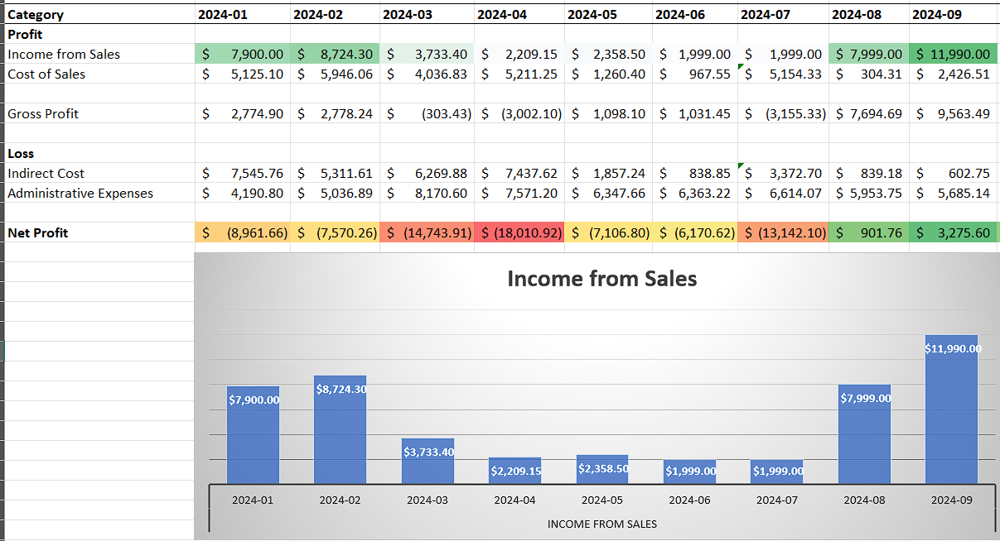 Category 2024-01 2024-02 2024-03 2024-04 2024-05 2024-06 2024-07 2024-08 2024-09
Profit
Income from Sales $ 7,900.00 $ 8,724.30 $ 3,733.40 $ 2,209.15 $ 2,358.50 $ 1,999.00 $ 1,999.00 $ 7,999.00 $ 11,990.00
Cost of Sales $ 5,125.10 $ 5,946.06 $ 4,036.83 $ 5,211.25 $ 1,260.40 $ 967.55 $ 5,154.33 $ 304.31 $ 2,426.51
Gross Profit $ 2,774.90 $ 2,778.24 $ (303.43) $ (3,002.10) $ 1,098.10 $ 1,031.45 $ (3,155.33) $ 7,694.69 $ 9,563.49
Loss
Indirect Cost $ 7,545.76 $ 5,311.61 $ 6,269.88 $ 7,437.62 $ 1,857.24 $ 838.85 $ 3,372.70 $ 839.18 $ 602.75
Administrative Expenses $ 4,190.80 $ 5,036.89 $ 8,170.60 $ 7,571.20 $ 6,347.66 $ 6,363.22 $ 6,614.07 $ 5,953.75 $ 5,685.14
Net Profit $ (8,961.66) $ (7,570.26) $ (14,743.91) $ (18,010.92) $ (7,106.80) $ (6,170.62) $ (13,142.10) $ 901.76 $ 3,275.60
Income from Sales
$7,900.00 $8,724.30 $3,733.40 $2,209.15 $2,358.50 $1,999.00 $1,999.00 $7,999.00 $11,990.00
2024-01 2024-02 2024-03 2024-04 2024-05 2024-06 2024-07 2024-08 2024-09
INCOME FROM SALES